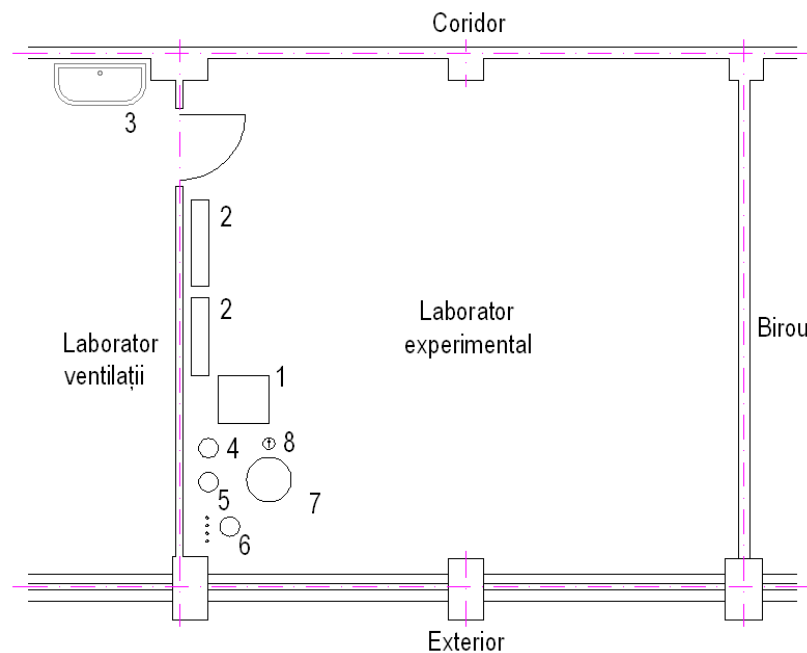 Coridor
3
2
2
Laborator
experimental
Laborator
ventilații
Birou
1
4
8
5
7
6
Exterior